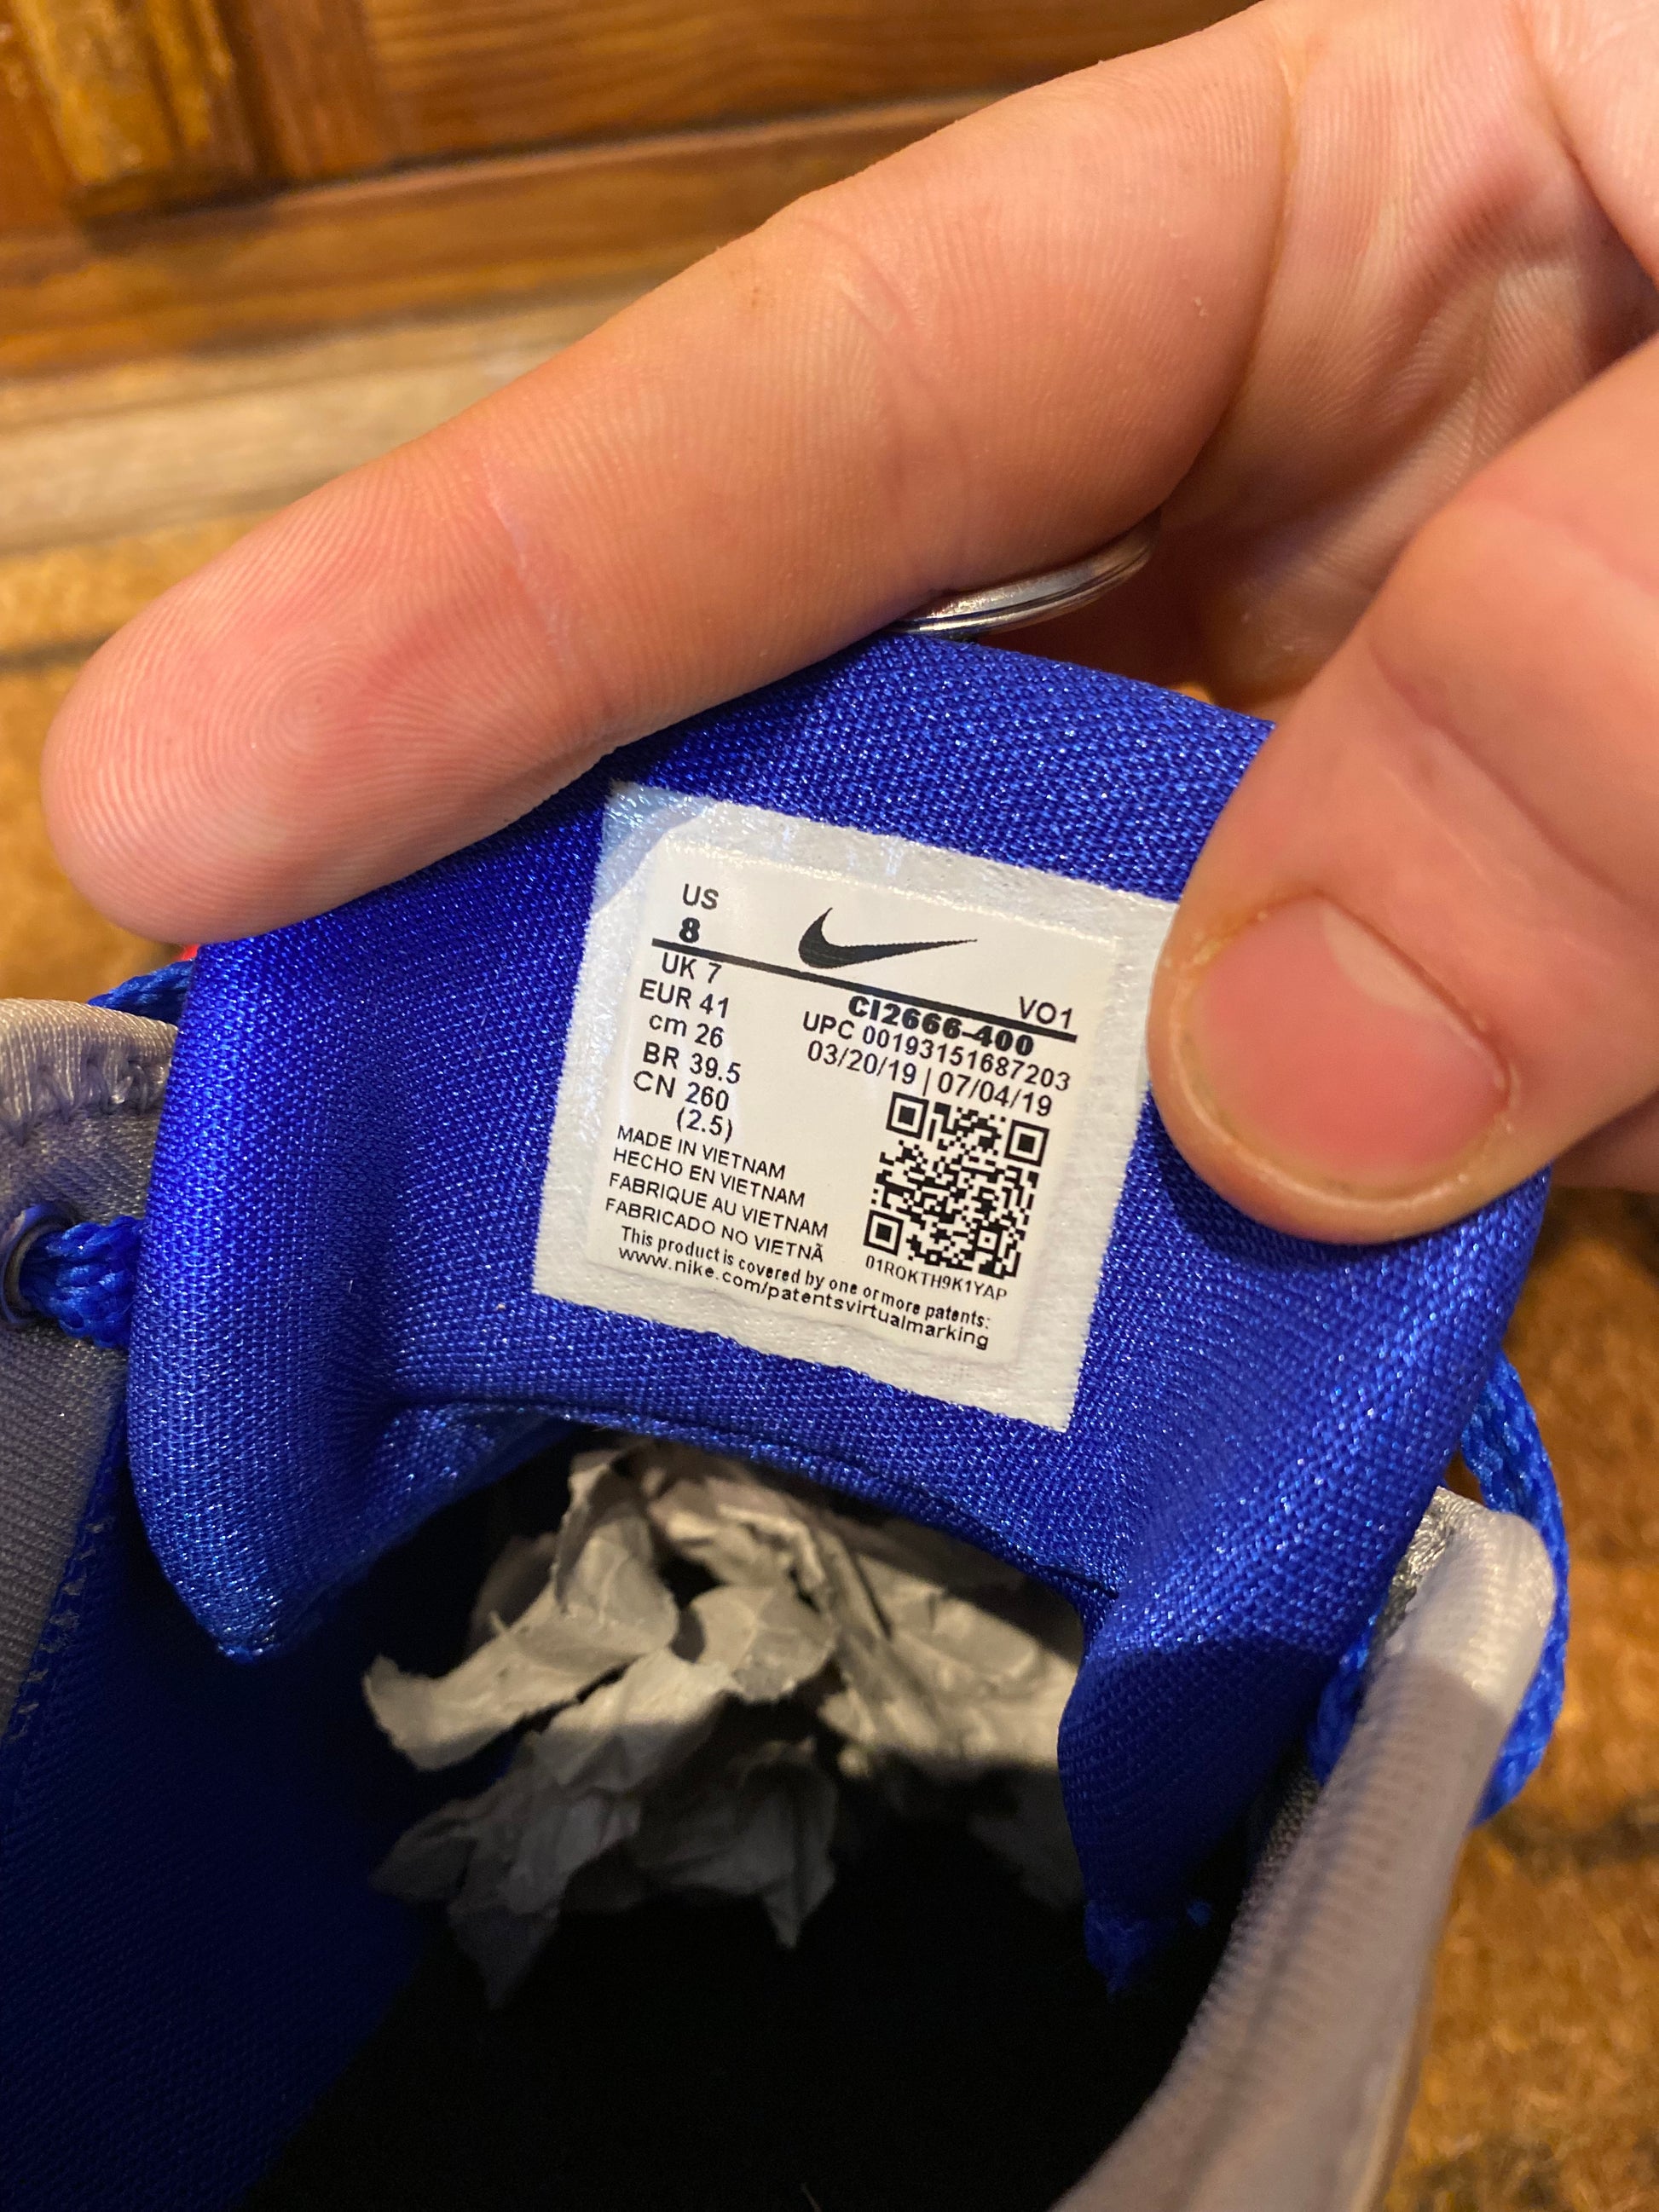 US
8
UK 7
EUR 41
cm 26
BR 39.5
CN 260
(2.5)
VO1
CI2666-400
UPC 00193151687203
03/20/19 | 07/04/19
MADE IN VIETNAM
HECHO EN VIETNAM
FABRIQUE AU VIETNAM
FABRICADO NO VIETNÃ
01RQKTH9K1YAP
This product is covered by one or more patents:
www.nike.com/patentsvirtualmarking